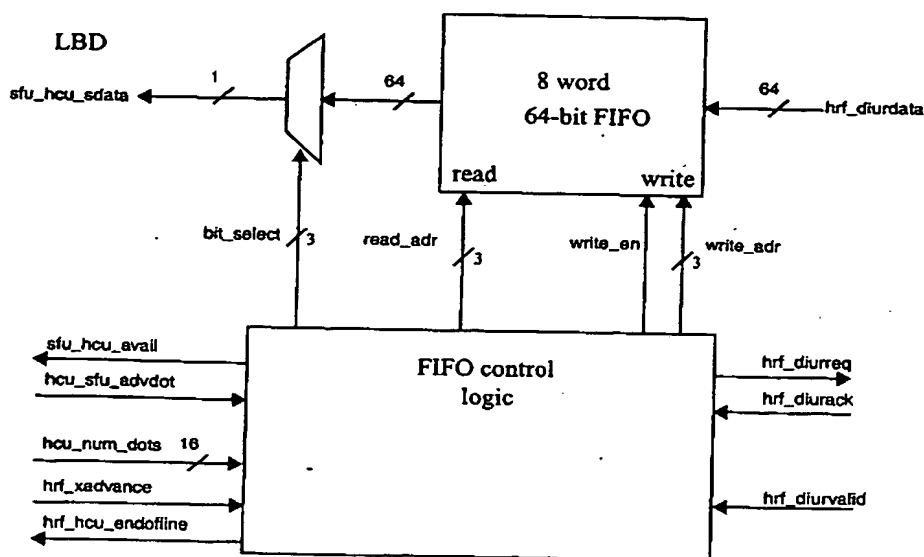 LBD
sfu_hcu_sdata
1
64
8 word
64-bit FIFO
64
hrf_diurdata
read
write
bit_select
3
read_adr
3
write_en
write_adr
3
sfu_hcu_avail
hcu_sfu_advdot
hcu_num_dots
16
hrf_xadvance
hrf_hcu_endofline
FIFO control
logic
hrf_diurreq
hrf_diurack
hrf_diurvalid